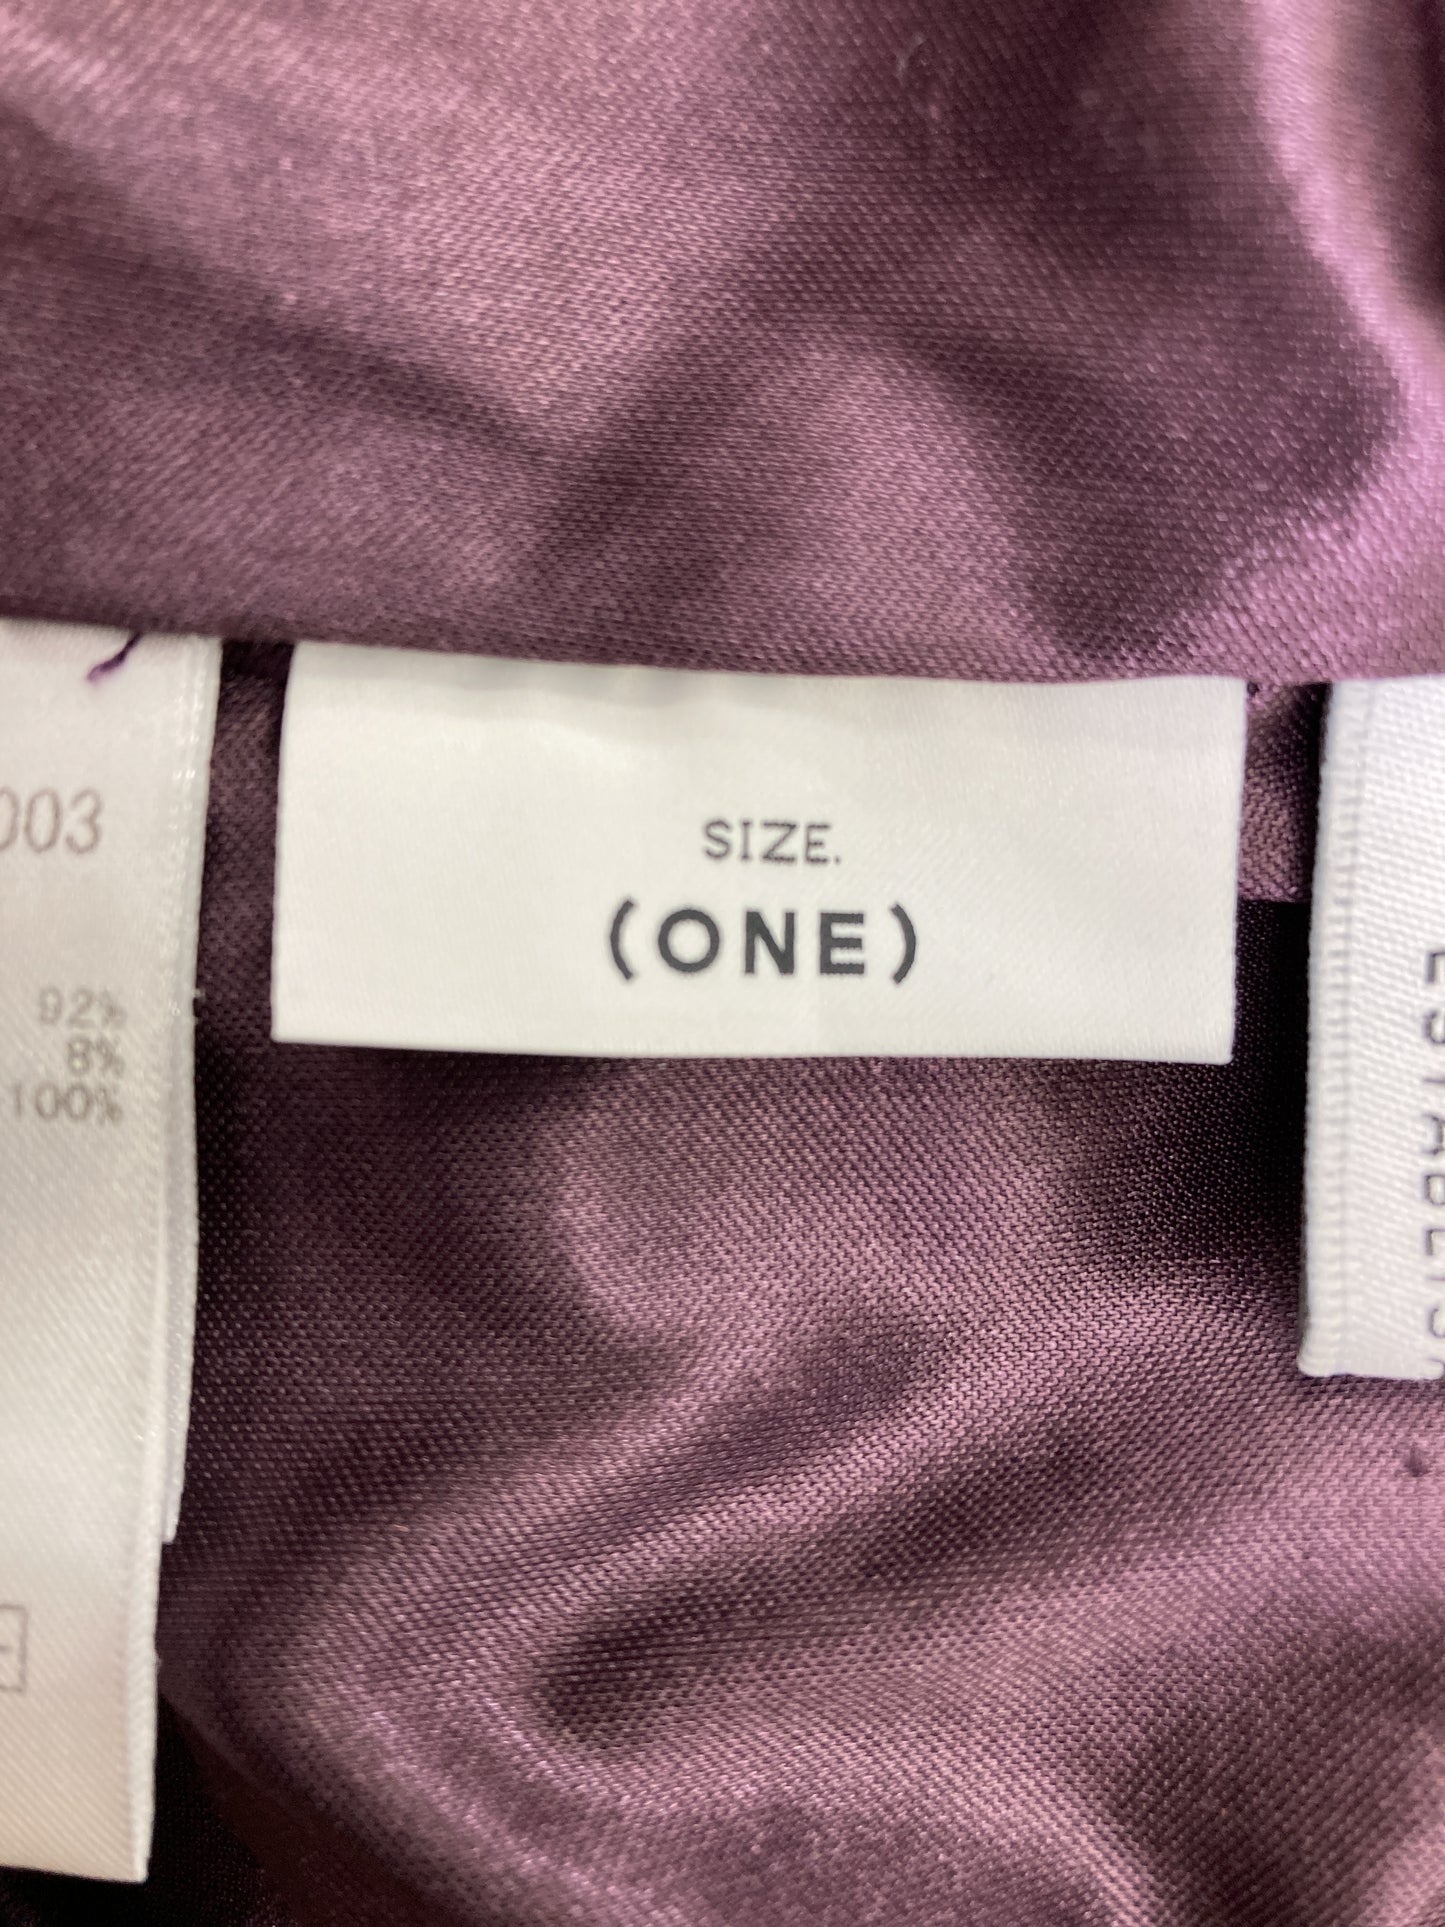 003
92%
8%
100%
SIZE.
(ONE)